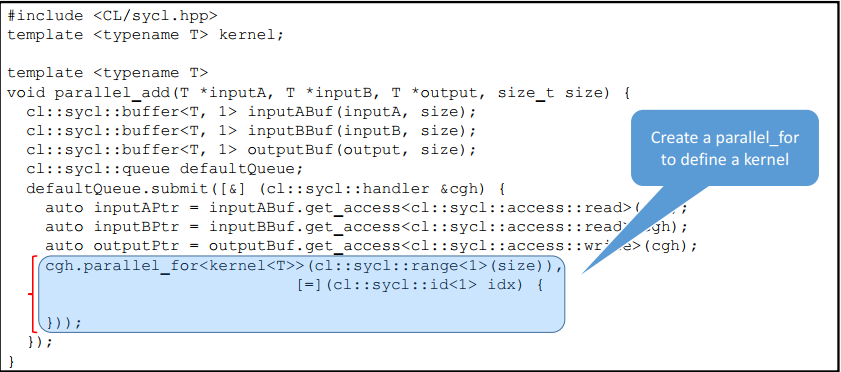 #include <CL/sycl.hpp>
template <typename T> kernel;
template <typename T>
void parallel_add(T *inputA, T *inputB, T *output, size_t size) {
cl::sycl::buffer<T, 1> inputABuf(inputA, size);
cl::sycl::buffer<T, 1> inputBBuf(inputB, size);
cl::sycl::buffer<T, 1> outputBuf(output, size);
cl::sycl::queue defaultQueue;
defaultQueue.submit([&] (cl::sycl::handler &cgh) {
auto inputAPtr = inputABuf.get_access<cl::sycl::access::read>( );
auto inputBPtr = inputBBuf.get_access<cl::sycl::access::read> gh);
auto outputPtr = outputBuf.get_access<cl::sycl::access::write>(cgh);
cgh.parallel_for<kernel<T>>(cl::sycl::range<1>(size)),
[=](cl::sycl::id<1> idx) {
}));
});
}
Create a parallel_for
to define a kernel